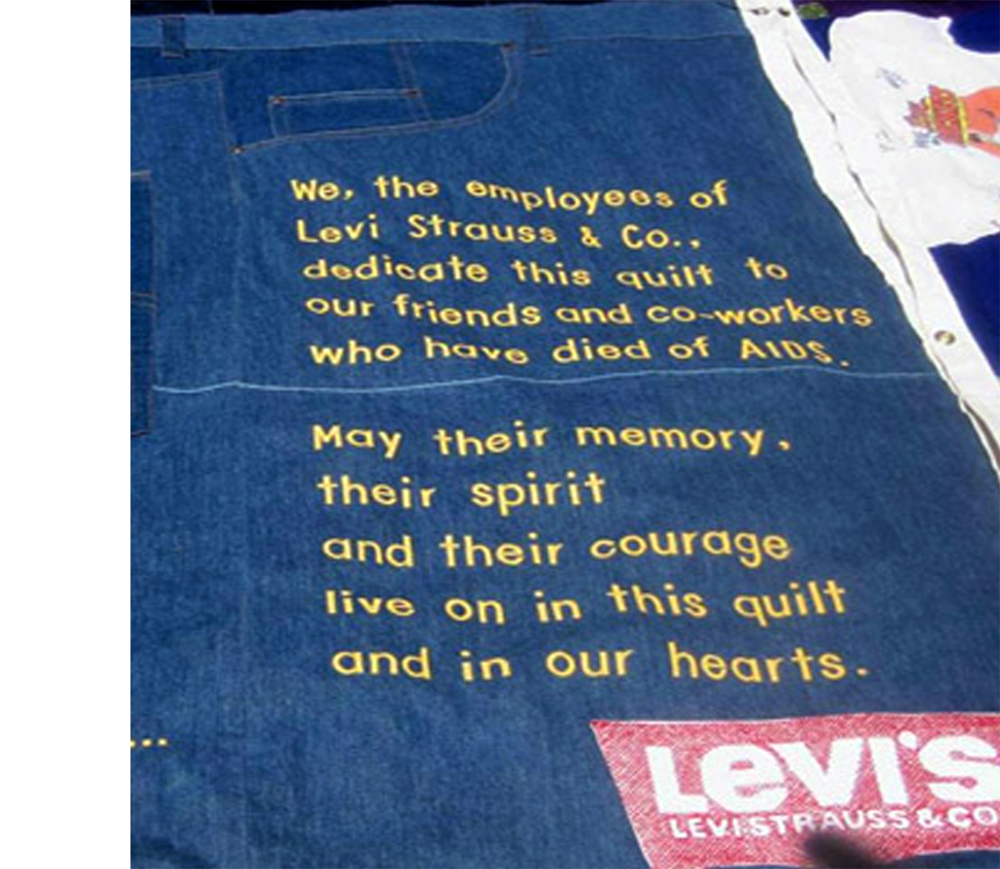 We, the employees of
Levi Strauss & Co.,
dedicate this quilt to
our friends and co-workers
who have died of AIDS.
May their memory,
their spirit
and their courage
live on in this quilt
and in our hearts.
...
LEVI'S
LEVI STRAUSS & CO